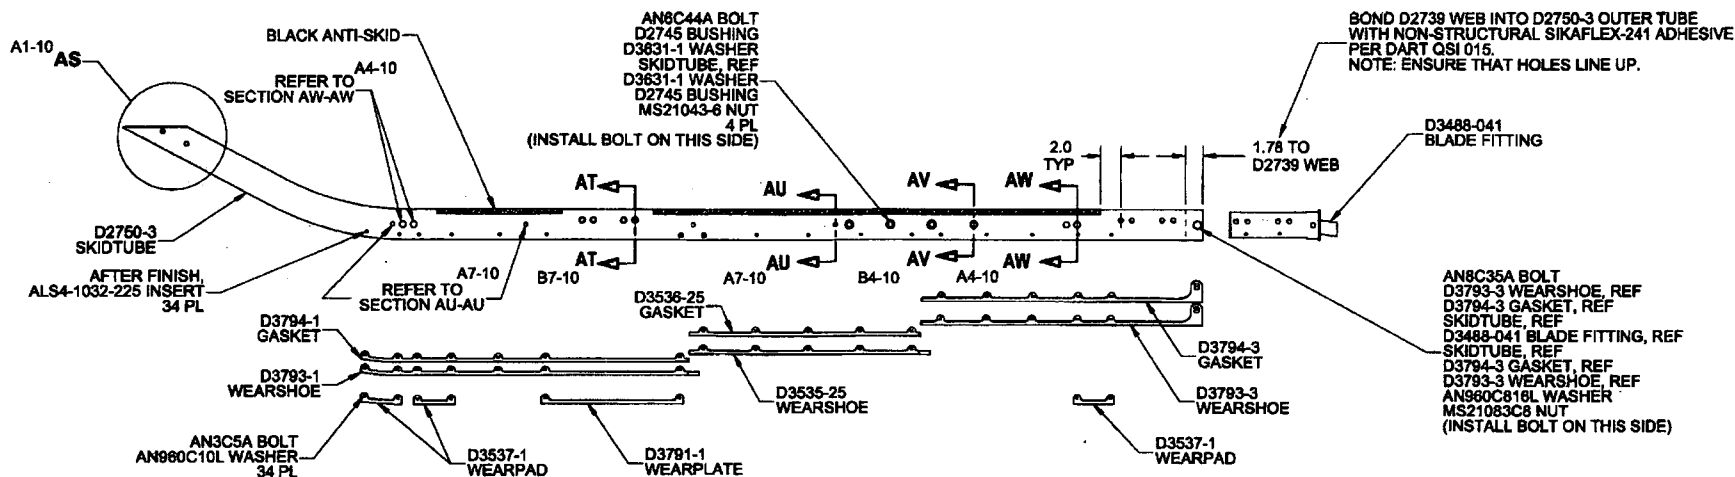 A1-10
AS
BLACK ANTI-SKID
A4-10
REFER TO
SECTION AW-AW
AN6C44A BOLT
D2745 BUSHING
D3631-1 WASHER
SKIDTUBE, REF
D3631-1 WASHER
D2745 BUSHING
MS21043-6 NUT
4 PL
(INSTALL BOLT ON THIS SIDE)
BOND D2739 WEB INTO D2750-3 OUTER TUBE
WITH NON-STRUCTURAL SIKAFLEX-241 ADHESIVE
PER DART QSI 015.
NOTE: ENSURE THAT HOLES LINE UP.
2.0
TYP
1.78 TO
D2739 WEB
D3488-041
BLADE FITTING
AT
AU
AV
AW
D2750-3
SKIDTUBE
AFTER FINISH,
ALS4-1032-225 INSERT
34 PL
A7-10
REFER TO
SECTION AU-AU
B7-10
AT
A7-10
AU
B4-10
AV
A4-10
AW
D3794-1
GASKET
D3793-1
WEARSHOE
D3536-25
GASKET
D3535-25
WEARSHOE
D3794-3
GASKET
D3793-3
WEARSHOE
AN3C5A BOLT
AN960C10L WASHER
34 PL
D3537-1
WEARPAD
D3791-1
WEARPLATE
D3537-1
WEARPAD
AN8C35A BOLT
D3793-3 WEARSHOE, REF
D3794-3 GASKET, REF
SKIDTUBE, REF
D3488-041 BLADE FITTING, REF
SKIDTUBE, REF
D3794-3 GASKET, REF
D3793-3 WEARSHOE, REF
AN960C816L WASHER
MS21083C8 NUT
(INSTALL BOLT ON THIS SIDE)